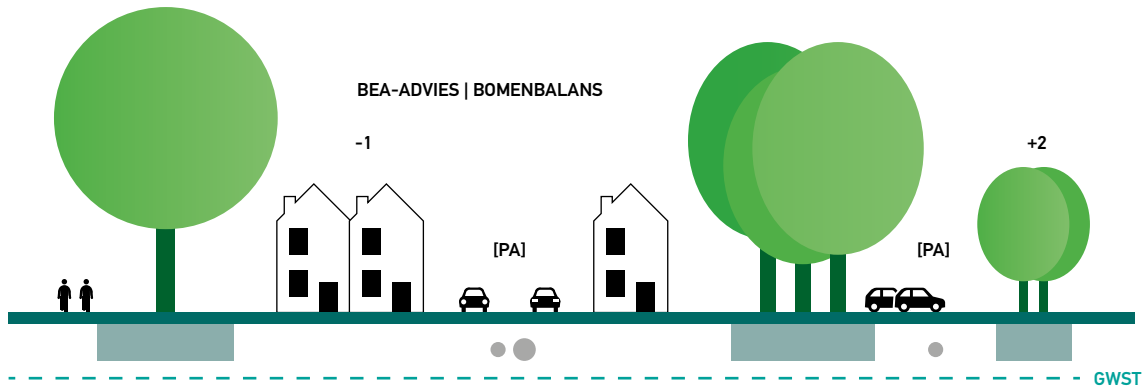 BEA-ADVIES | BOMENBALANS
-1
+2
[PA]
[PA]
GWST